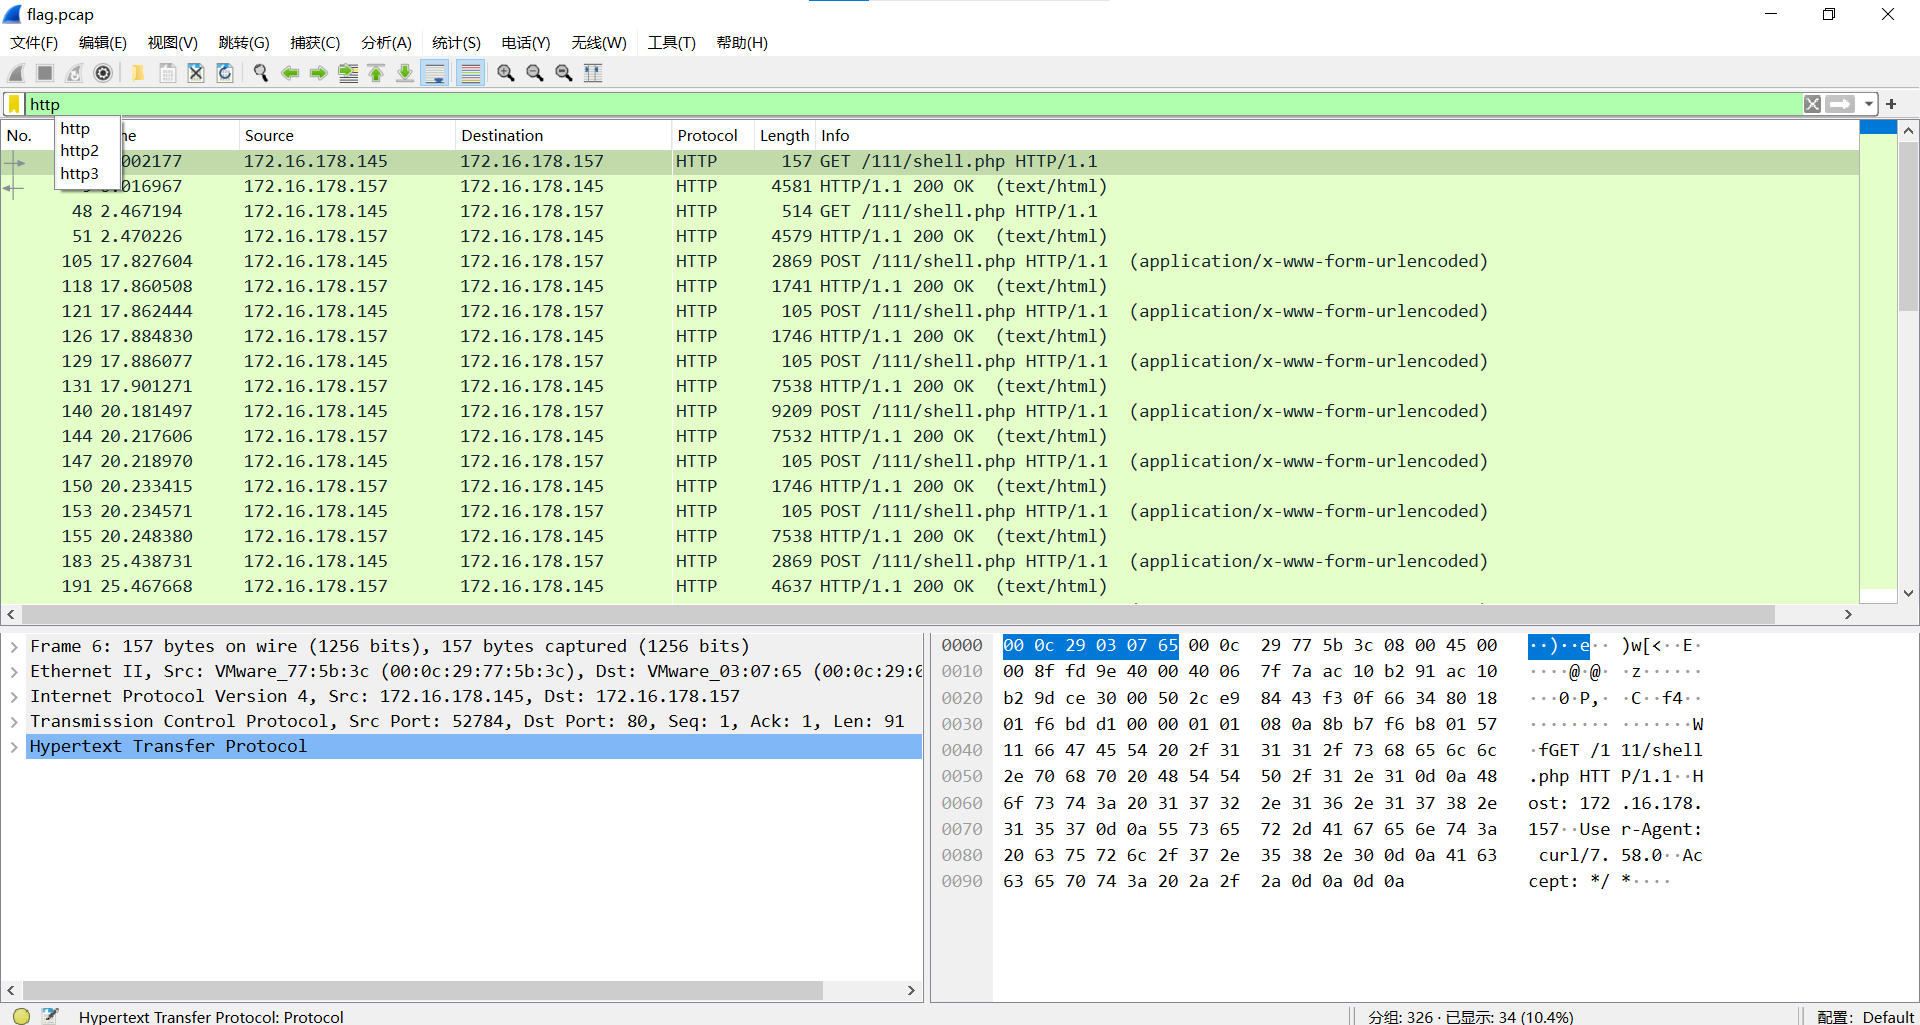 flag.pcap
文件(F) 编辑(E) 视图(V) 跳转(G) 捕获(C) 分析(A) 统计(S) 电话(Y) 无线(W) 工具(T) 帮助(H)
http
http
http2
http3
No. me Source Destination Protocol Length Info
002177 172.16.178.145 172.16.178.157 HTTP 157 GET /111/shell.php HTTP/1.1
016967 172.16.178.157 172.16.178.145 HTTP 4581 HTTP/1.1 200 OK (text/html)
48 2.467194 172.16.178.145 172.16.178.157 HTTP 514 GET /111/shell.php HTTP/1.1
51 2.470226 172.16.178.157 172.16.178.145 HTTP 4579 HTTP/1.1 200 OK (text/html)
105 17.827604 172.16.178.145 172.16.178.157 HTTP 2869 POST /111/shell.php HTTP/1.1 (application/x-www-form-urlencoded)
118 17.860508 172.16.178.157 172.16.178.145 HTTP 1741 HTTP/1.1 200 OK (text/html)
121 17.862444 172.16.178.145 172.16.178.157 HTTP 105 POST /111/shell.php HTTP/1.1 (application/x-www-form-urlencoded)
126 17.884830 172.16.178.157 172.16.178.145 HTTP 1746 HTTP/1.1 200 OK (text/html)
129 17.886077 172.16.178.145 172.16.178.157 HTTP 105 POST /111/shell.php HTTP/1.1 (application/x-www-form-urlencoded)
131 17.901271 172.16.178.157 172.16.178.145 HTTP 7538 HTTP/1.1 200 OK (text/html)
140 20.181497 172.16.178.145 172.16.178.157 HTTP 9209 POST /111/shell.php HTTP/1.1 (application/x-www-form-urlencoded)
144 20.217606 172.16.178.157 172.16.178.145 HTTP 7532 HTTP/1.1 200 OK (text/html)
147 20.218970 172.16.178.145 172.16.178.157 HTTP 105 POST /111/shell.php HTTP/1.1 (application/x-www-form-urlencoded)
150 20.233415 172.16.178.157 172.16.178.145 HTTP 1746 HTTP/1.1 200 OK (text/html)
153 20.234571 172.16.178.145 172.16.178.157 HTTP 105 POST /111/shell.php HTTP/1.1 (application/x-www-form-urlencoded)
155 20.248380 172.16.178.157 172.16.178.145 HTTP 7538 HTTP/1.1 200 OK (text/html)
183 25.438731 172.16.178.145 172.16.178.157 HTTP 2869 POST /111/shell.php HTTP/1.1 (application/x-www-form-urlencoded)
191 25.467668 172.16.178.157 172.16.178.145 HTTP 4637 HTTP/1.1 200 OK (text/html)
Frame 6: 157 bytes on wire (1256 bits), 157 bytes captured (1256 bits)
Ethernet II, Src: VMware_77:5b:3c (00:0c:29:77:5b:3c), Dst: VMware_03:07:65 (00:0c:29:0
Internet Protocol Version 4, Src: 172.16.178.145, Dst: 172.16.178.157
Transmission Control Protocol, Src Port: 52784, Dst Port: 80, Seq: 1, Ack: 1, Len: 91
Hypertext Transfer Protocol
0000 00 0c 29 03 07 65 00 0c 29 77 5b 3c 08 00 45 00 ··)··e·· )w[<··E·
0010 00 8f fd 9e 40 00 40 06 7f 7a ac 10 b2 91 ac 10 ····@·@· ·z······
0020 b2 9d ce 30 00 50 2c e9 84 43 f3 0f 66 34 80 18 ···0·P,· ·C··f4··
0030 01 f6 bd d1 00 00 01 01 08 0a 8b b7 f6 b8 01 57 ········ ·······W
0040 11 66 47 45 54 20 2f 31 31 31 2f 73 68 65 6c 6c ·fGET /1 11/shell
0050 2e 70 68 70 20 48 54 54 50 2f 31 2e 31 0d 0a 48 .php HTT P/1.1··H
0060 6f 73 74 3a 20 31 37 32 2e 31 36 2e 31 37 38 2e ost: 172 .16.178.
0070 31 35 37 0d 0a 55 73 65 72 2d 41 67 65 6e 74 3a 157··Use r-Agent:
0080 20 63 75 72 6c 2f 37 2e 35 38 2e 30 0d 0a 41 63 curl/7. 58.0··Ac
0090 63 65 70 74 3a 20 2a 2f 2a 0d 0a 0d 0a cept: */ *····
Hypertext Transfer Protocol: Protocol 分组: 326 · 已显示: 34 (10.4%) 配置: Default